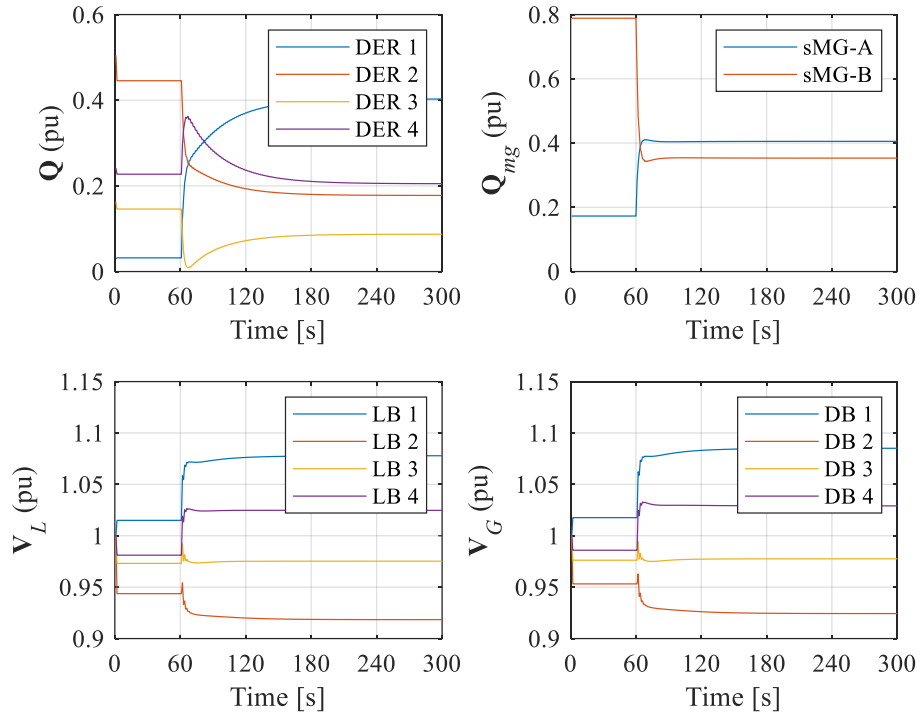 0.6
0.4
0.2
0
Q (pu)
DER 1
DER 2
DER 3
DER 4
0 60 120 180 240 300
Time [s]
0.8
0.6
0.4
0.2
0
Q_mg (pu)
sMG-A
sMG-B
0 60 120 180 240 300
Time [s]
1.15
1.1
1.05
1
0.95
0.9
V_L (pu)
LB 1
LB 2
LB 3
LB 4
0 60 120 180 240 300
Time [s]
1.15
1.1
1.05
1
0.95
0.9
V_G (pu)
DB 1
DB 2
DB 3
DB 4
0 60 120 180 240 300
Time [s]